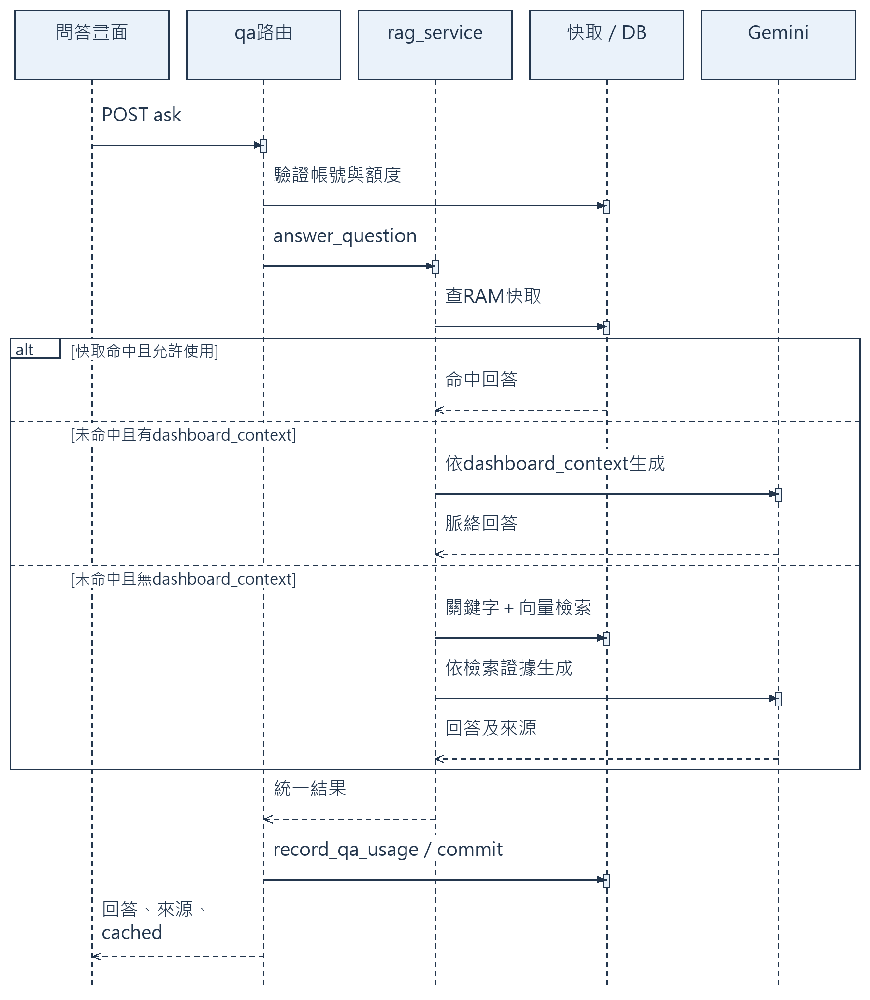 問答畫面
qa路由
rag_service
快取 / DB
Gemini
POST ask
驗證帳號與額度
answer_question
查RAM快取
alt
[快取命中且允許使用]
命中回答
[未命中且有dashboard_context]
依dashboard_context生成
脈絡回答
[未命中且無dashboard_context]
關鍵字 + 向量檢索
依檢索證據生成
回答及來源
統一結果
record_qa_usage / commit
回答、來源、
cached